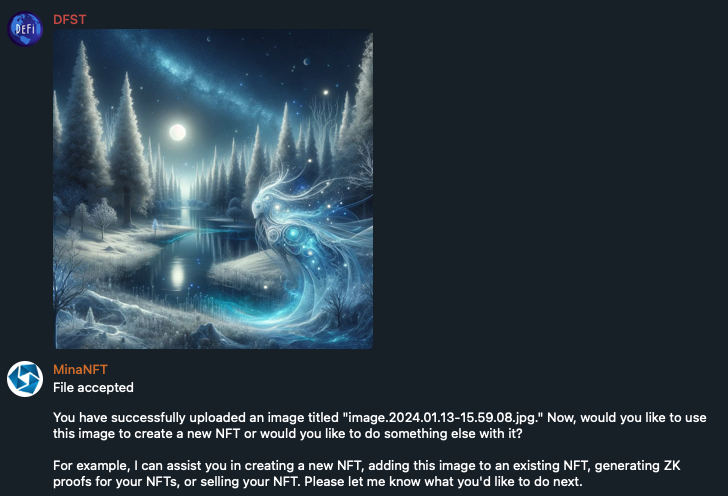 DFST
DEFI
MinaNFT
File accepted
You have successfully uploaded an image titled "image.2024.01.13-15.59.08.jpg." Now, would you like to use
this image to create a new NFT or would you like to do something else with it?
For example, I can assist you in creating a new NFT, adding this image to an existing NFT, generating ZK
proofs for your NFTs, or selling your NFT. Please let me know what you'd like to do next.